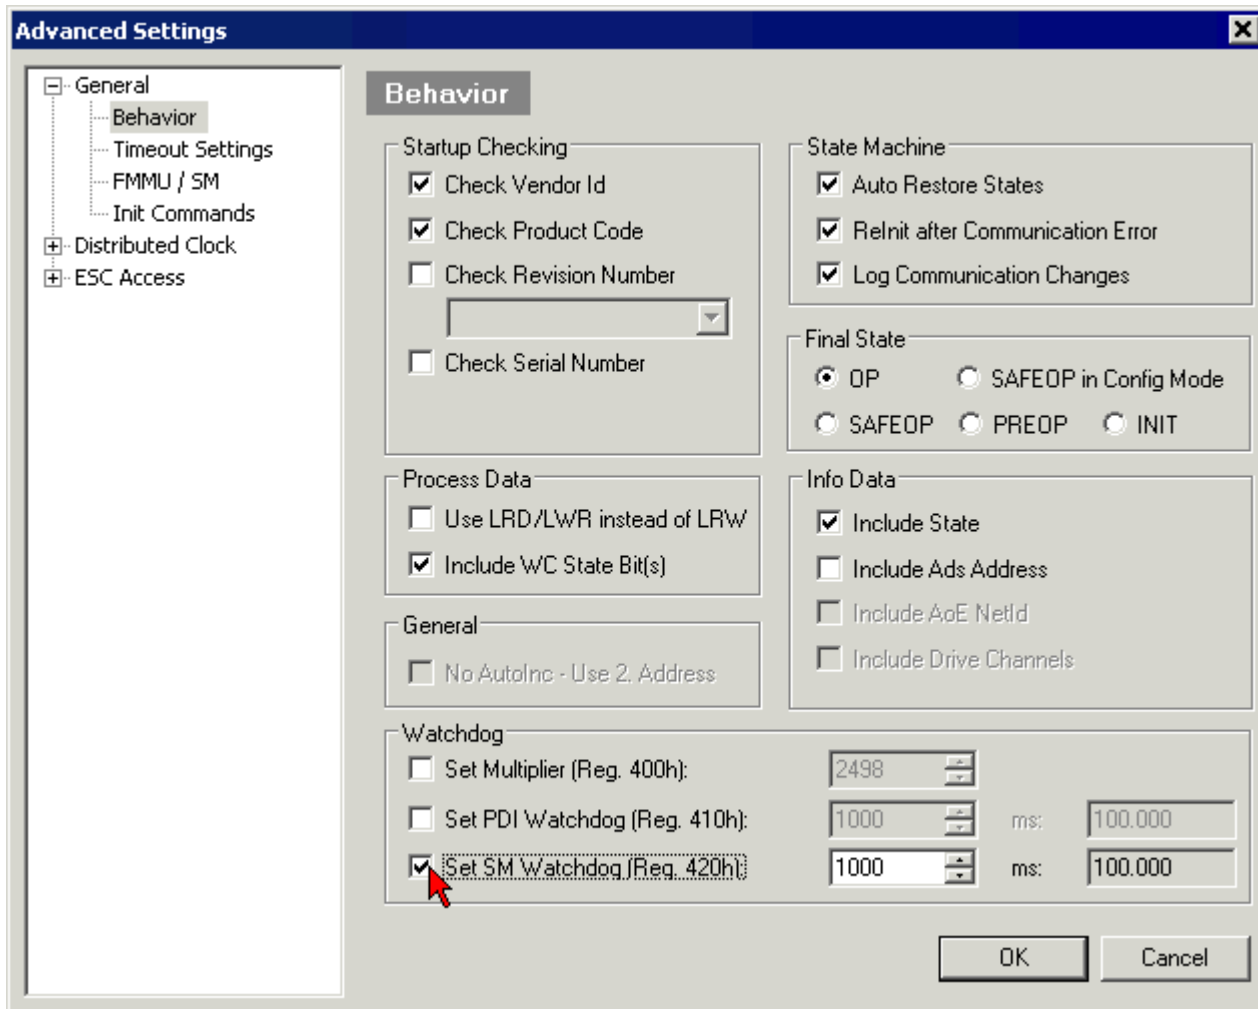 Advanced Settings
General
Behavior
Timeout Settings
FMMU / SM
Init Commands
Distributed Clock
ESC Access
Behavior
Startup Checking
Check Vendor Id
Check Product Code
Check Revision Number
Check Serial Number
State Machine
Auto Restore States
ReInit after Communication Error
Log Communication Changes
Final State
OP SAFEOP in Config Mode
SAFEOP PREOP INIT
Process Data
Use LRD/LWR instead of LRW
Include WC State Bit(s)
Info Data
Include State
Include Ads Address
Include AoE NetId
Include Drive Channels
General
No AutoInc - Use 2. Address
Watchdog
Set Multiplier (Reg. 400h): 2498
Set PDI Watchdog (Reg. 410h): 1000 ms: 100.000
Set SM Watchdog (Reg. 420h): 1000 ms: 100.000
OK Cancel